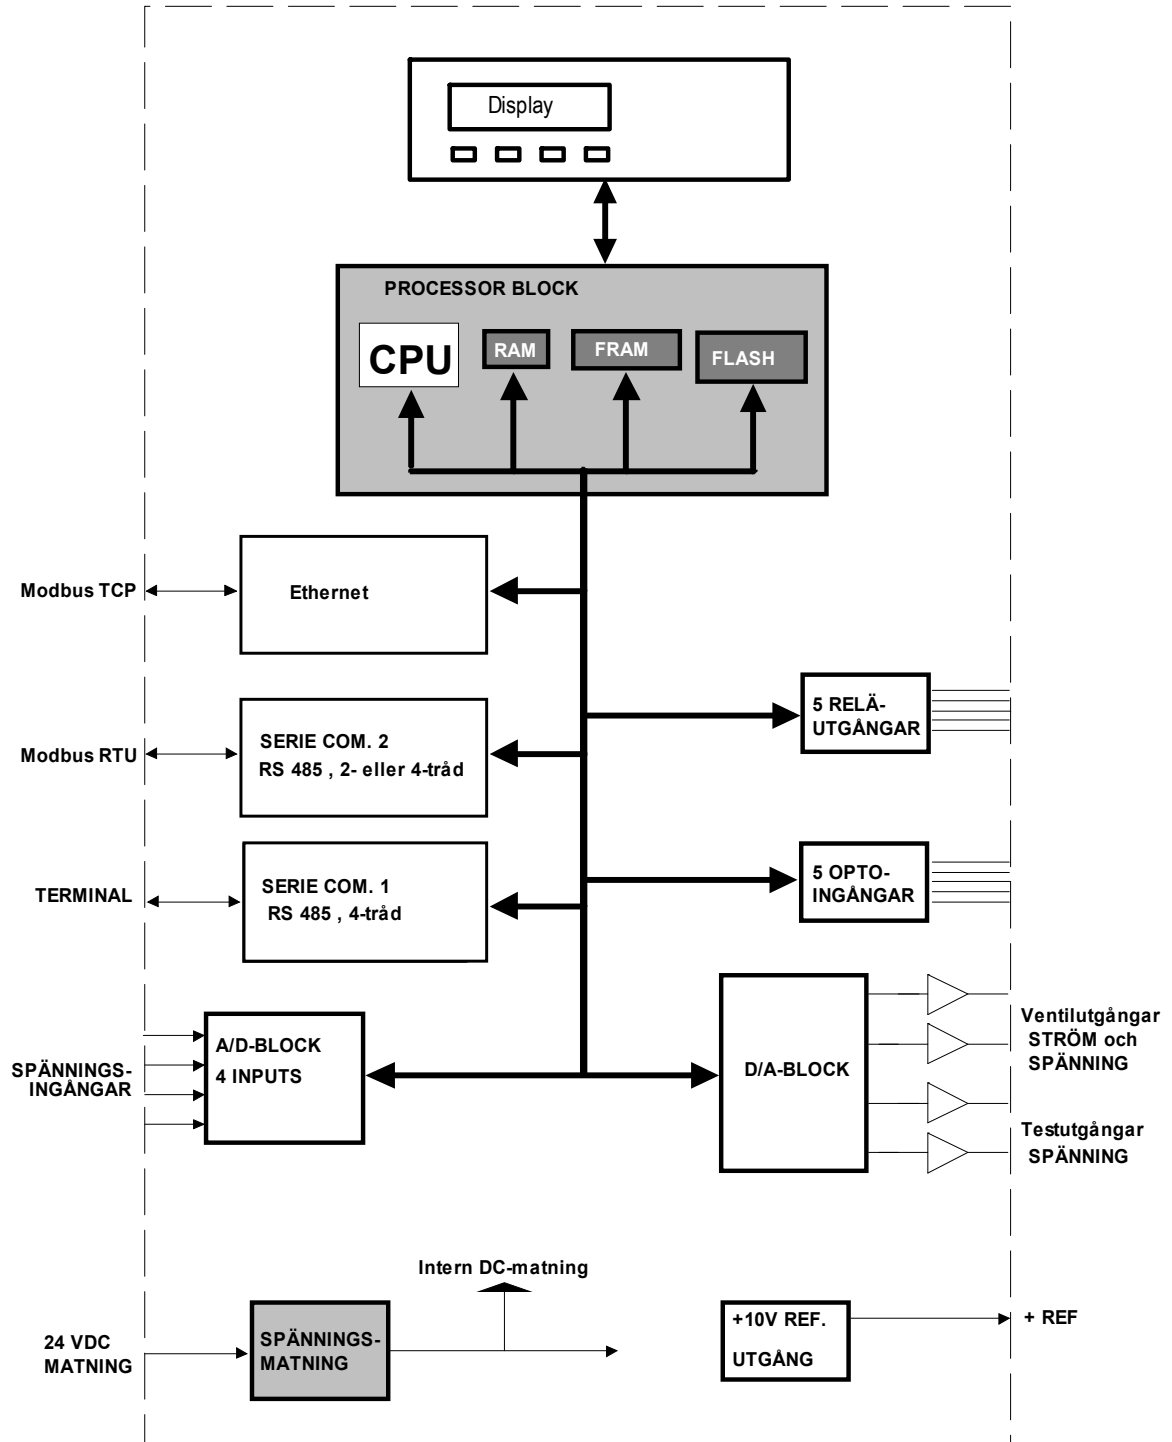 Display
PROCESSOR BLOCK
CPU
RAM
FRAM
FLASH
Modbus TCP
Ethernet
5 RELÄ-
UTGÅNGAR
Modbus RTU
SERIE COM. 2
RS 485 , 2- eller 4-tråd
TERMINAL
SERIE COM. 1
RS 485 , 4-tråd
5 OPTO-
INGÅNGAR
SPÄNNINGS-
INGÅNGAR
A/D-BLOCK
4 INPUTS
D/A-BLOCK
Ventilutgångar
STRÖM och
SPÄNNING
Testutgångar
SPÄNNING
Intern DC-matning
24 VDC
MATNING
SPÄNNINGS-
MATNING
+10V REF.
UTGÅNG
+ REF